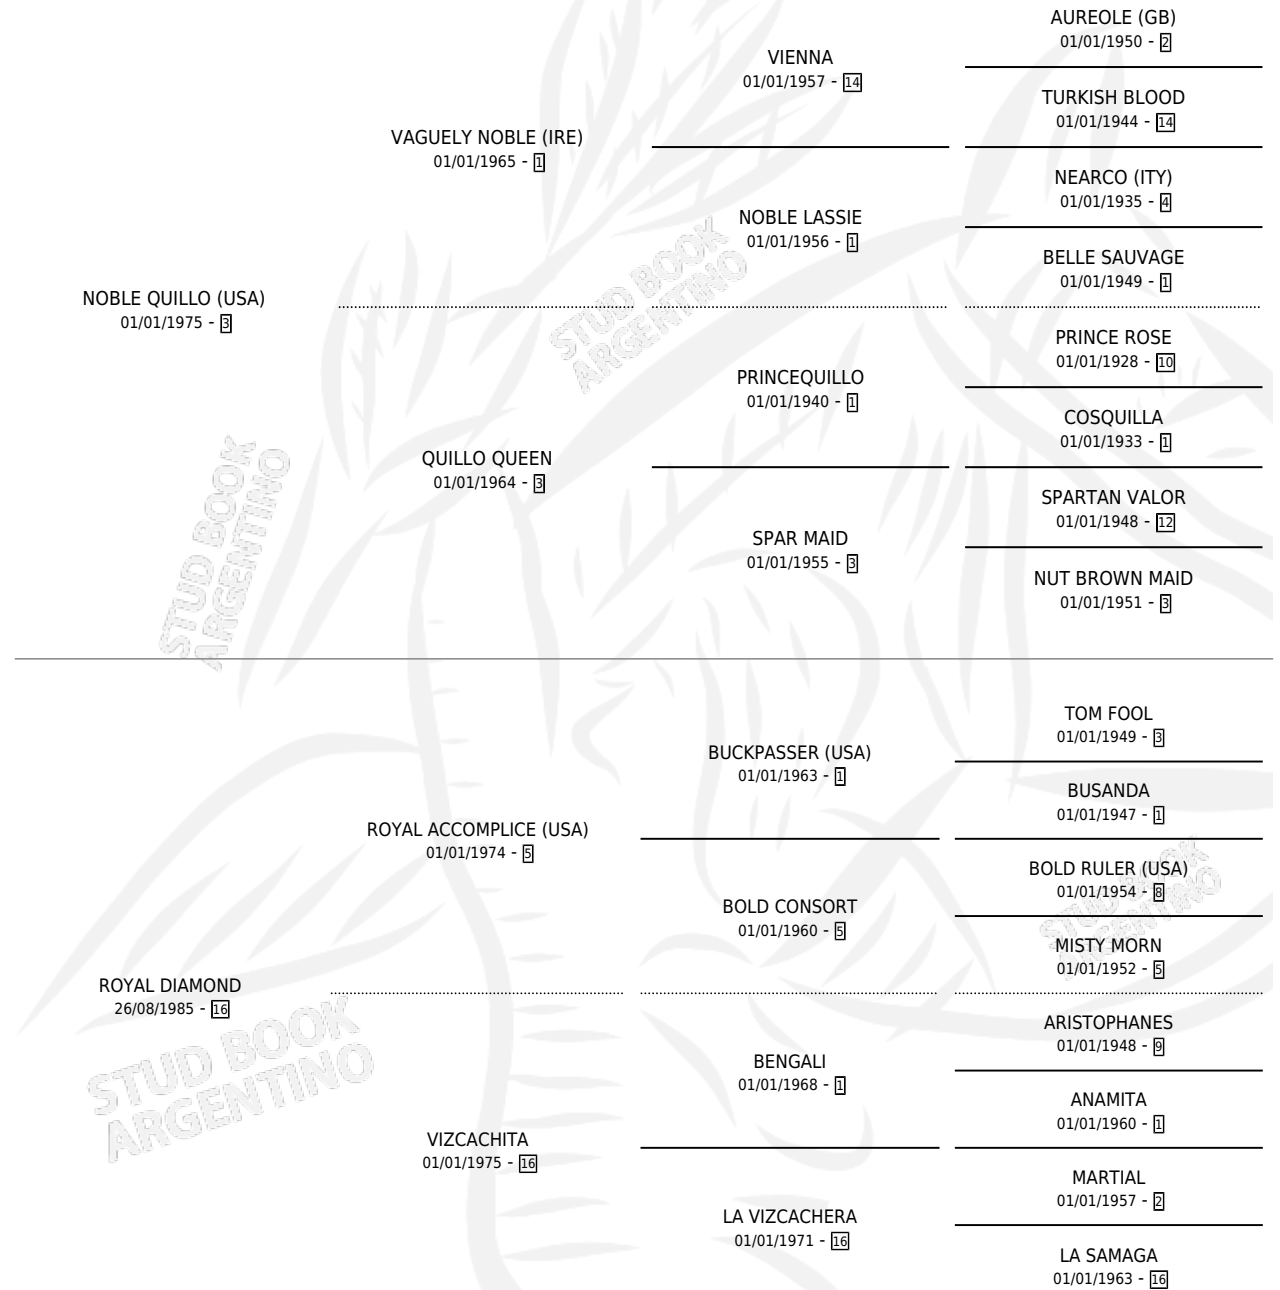 AUREOLE (GB)
01/01/1950 - 2
VIENNA
01/01/1957 - 14
TURKISH BLOOD
01/01/1944 - 14
VAGUELY NOBLE (IRE)
01/01/1965 - 1
NEARCO (ITY)
01/01/1935 - 4
NOBLE LASSIE
01/01/1956 - 1
BELLE SAUVAGE
01/01/1949 - 1
NOBLE QUILLO (USA)
01/01/1975 - 3
PRINCE ROSE
01/01/1928 - 10
PRINCEQUILLO
01/01/1940 - 1
COSQUILLA
01/01/1933 - 1
QUILLO QUEEN
01/01/1964 - 3
SPARTAN VALOR
01/01/1948 - 12
SPAR MAID
01/01/1955 - 3
NUT BROWN MAID
01/01/1951 - 3
TOM FOOL
01/01/1949 - 3
BUCKPASSER (USA)
01/01/1963 - 1
BUSANDA
01/01/1947 - 1
ROYAL ACCOMPLICE (USA)
01/01/1974 - 5
BOLD RULER (USA)
01/01/1954 - 8
BOLD CONSORT
01/01/1960 - 5
MISTY MORN
01/01/1952 - 5
ROYAL DIAMOND
26/08/1985 - 16
ARISTOPHANES
01/01/1948 - 9
BENGALI
01/01/1968 - 1
ANAMITA
01/01/1960 - 1
VIZCACHITA
01/01/1975 - 16
MARTIAL
01/01/1957 - 2
LA VIZCACHERA
01/01/1971 - 16
LA SAMAGA
01/01/1963 - 16
STUD BOOK
ARGENTINO
STUD BOOK
ARGENTINO
STUD BOOK
ARGENTINO
STUD BOOK
ARGENTINO